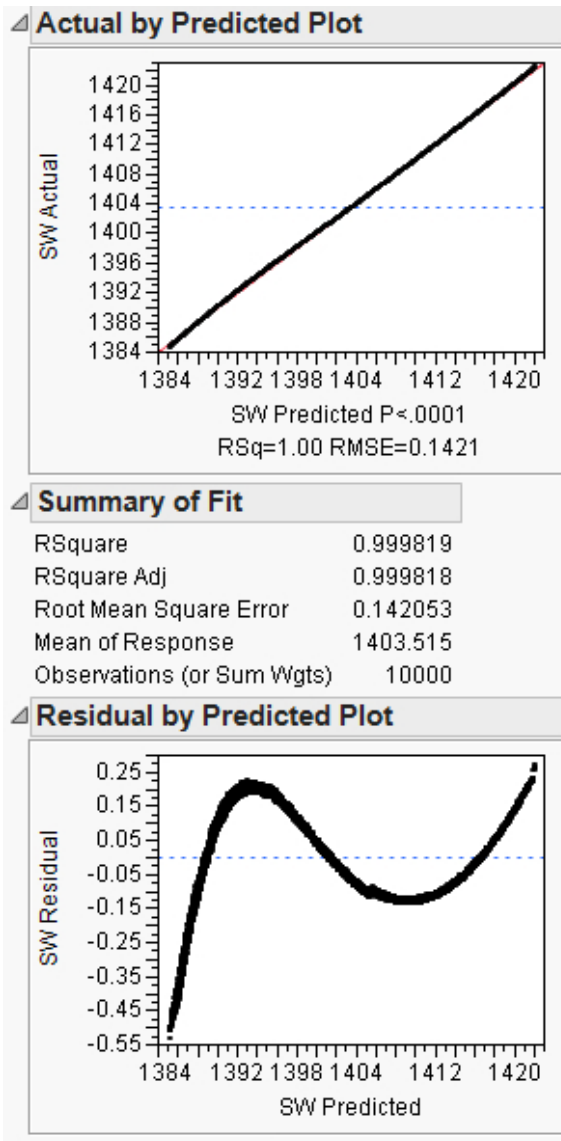 Actual by Predicted Plot
SW Actual
1420
1416
1412
1408
1404
1400
1396
1392
1388
1384
1384 1392 1398 1404 1412 1420
SW Predicted P<.0001
RSq=1.00 RMSE=0.1421
Summary of Fit
RSquare 0.999819
RSquare Adj 0.999818
Root Mean Square Error 0.142053
Mean of Response 1403.515
Observations (or Sum Wgts) 10000
Residual by Predicted Plot
SW Residual
0.25
0.15
0.05
-0.05
-0.15
-0.25
-0.35
-0.45
-0.55
1384 1392 1398 1404 1412 1420
SW Predicted